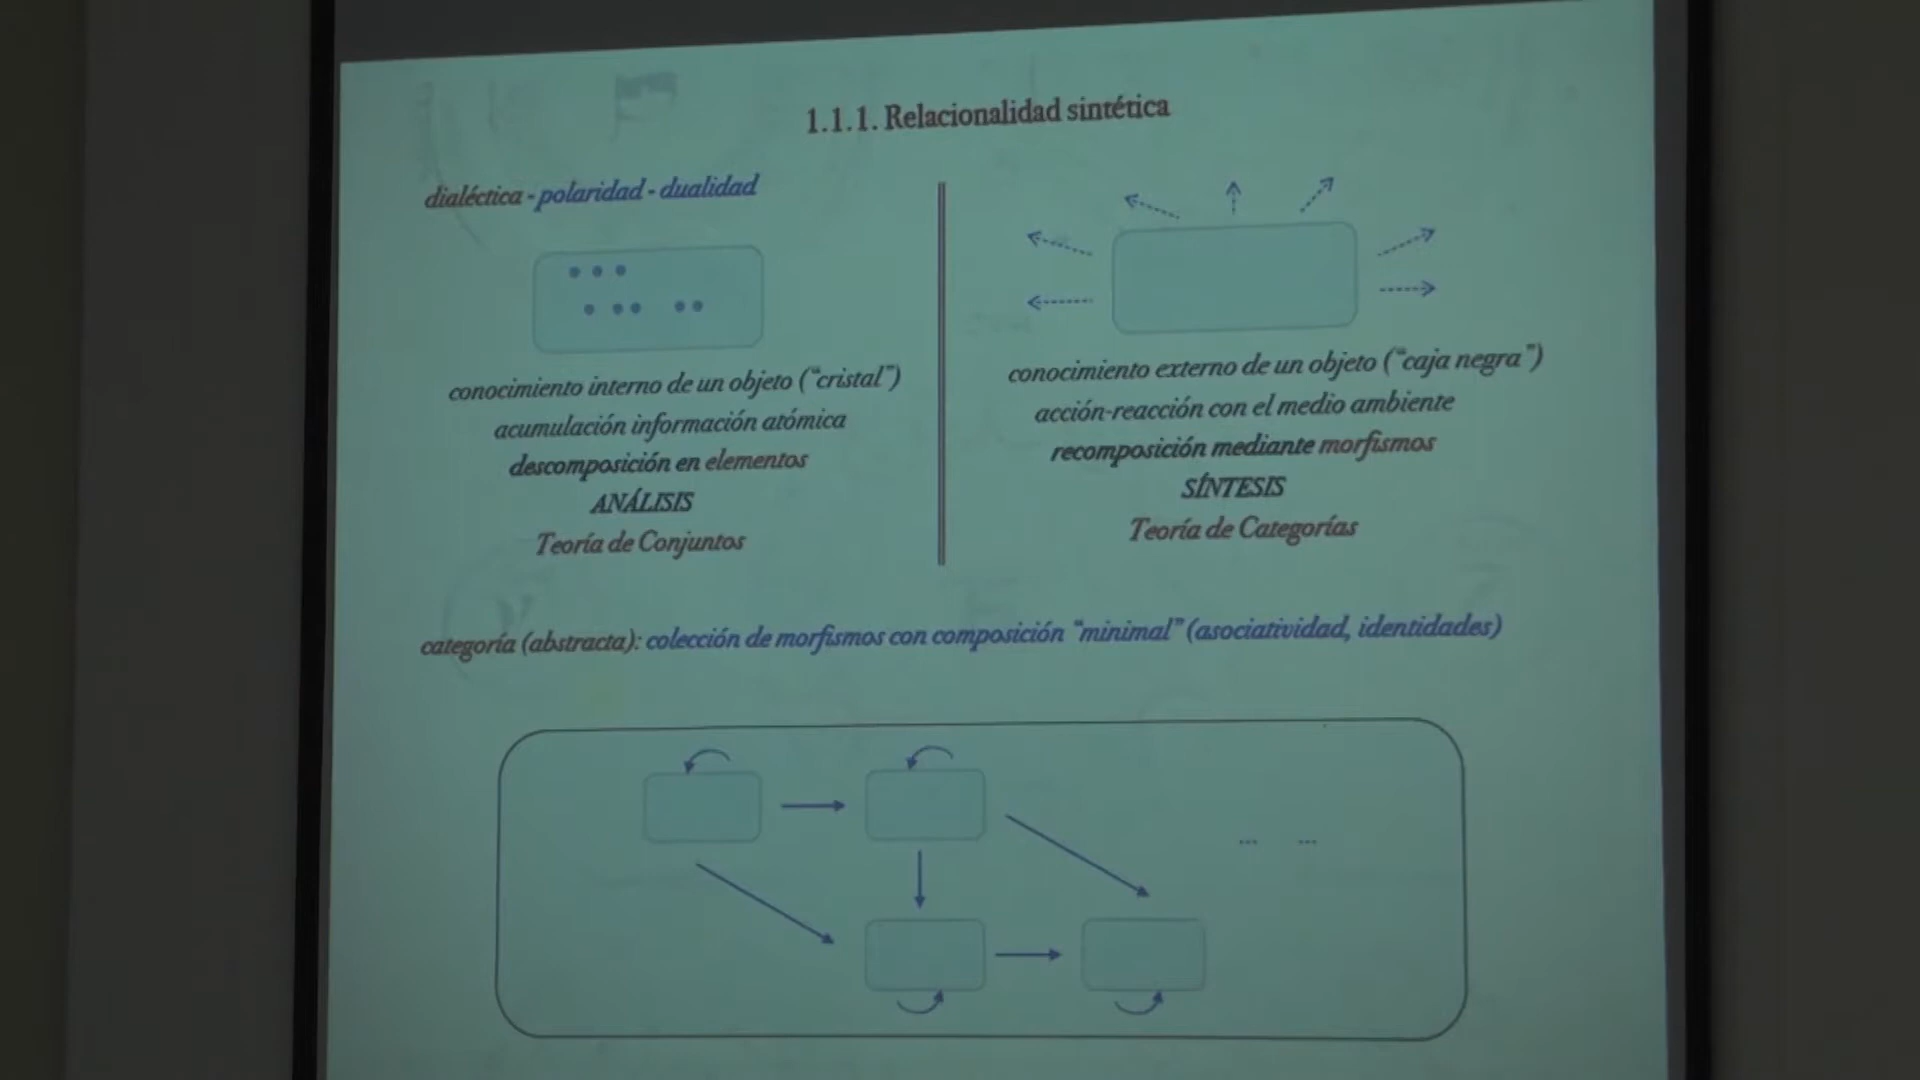 1.1.1. Relacionalidad sintética
dialéctica - polaridad - dualidad
conocimiento interno de un objeto (“cristal”)
acumulación información atómica
descomposición en elementos
ANÁLISIS
Teoría de Conjuntos
conocimiento externo de un objeto (“caja negra”)
acción-reacción con el medio ambiente
recomposición mediante morfismos
SÍNTESIS
Teoría de Categorías
categoría (abstracta): colección de morfismos con composición “minimal” (asociatividad, identidades)
... ...